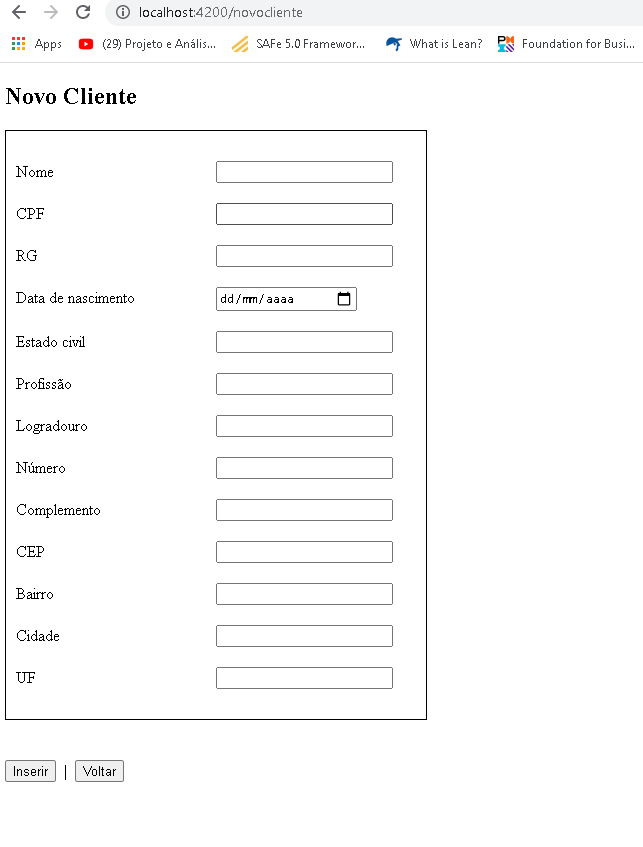 localhost:4200/novocliente
Apps (29) Projeto e Anális... SAFe 5.0 Framewor... What is Lean? Foundation for Busi...
Novo Cliente
Nome
CPF
RG
Data de nascimento dd/mm/aaaa
Estado civil
Profissão
Logradouro
Número
Complemento
CEP
Bairro
Cidade
UF
Inserir | Voltar